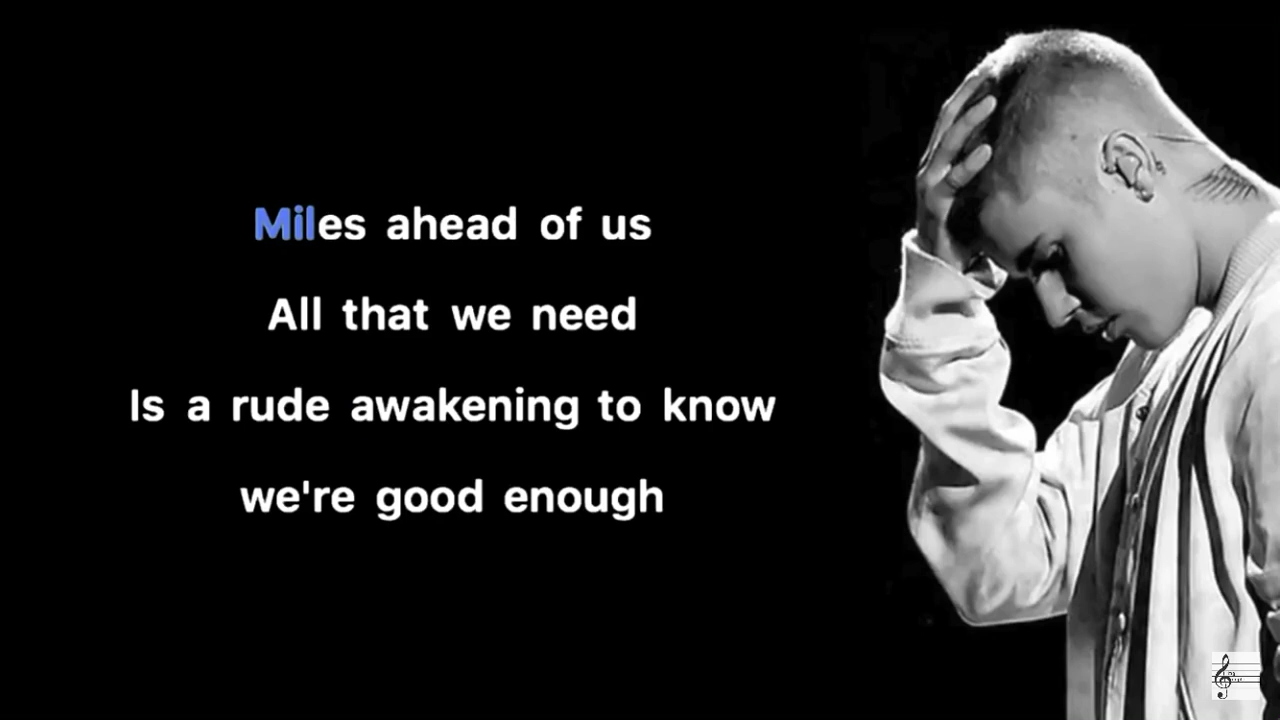 Miles ahead of us
All that we need
Is a rude awakening to know
we're good enough